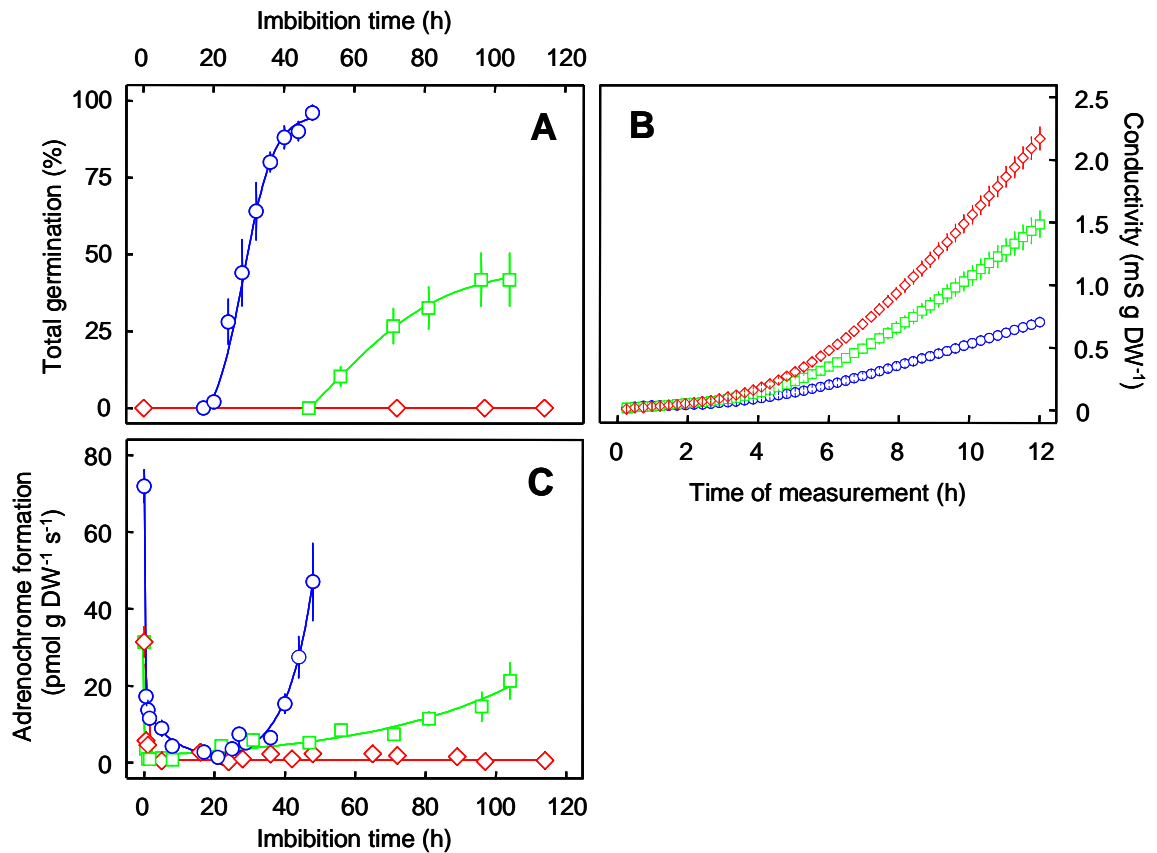 Imbibition time (h)
0 20 40 60 80 100 120
Total germination (%)
100
75
50
25
0
A
B
2.5
2.0
1.5
1.0
0.5
0
Conductivity (mS g DW⁻¹)
0 2 4 6 8 10 12
Time of measurement (h)
Adrenochrome formation
(pmol g DW⁻¹ s⁻¹)
80
60
40
20
0
C
0 20 40 60 80 100 120
Imbibition time (h)